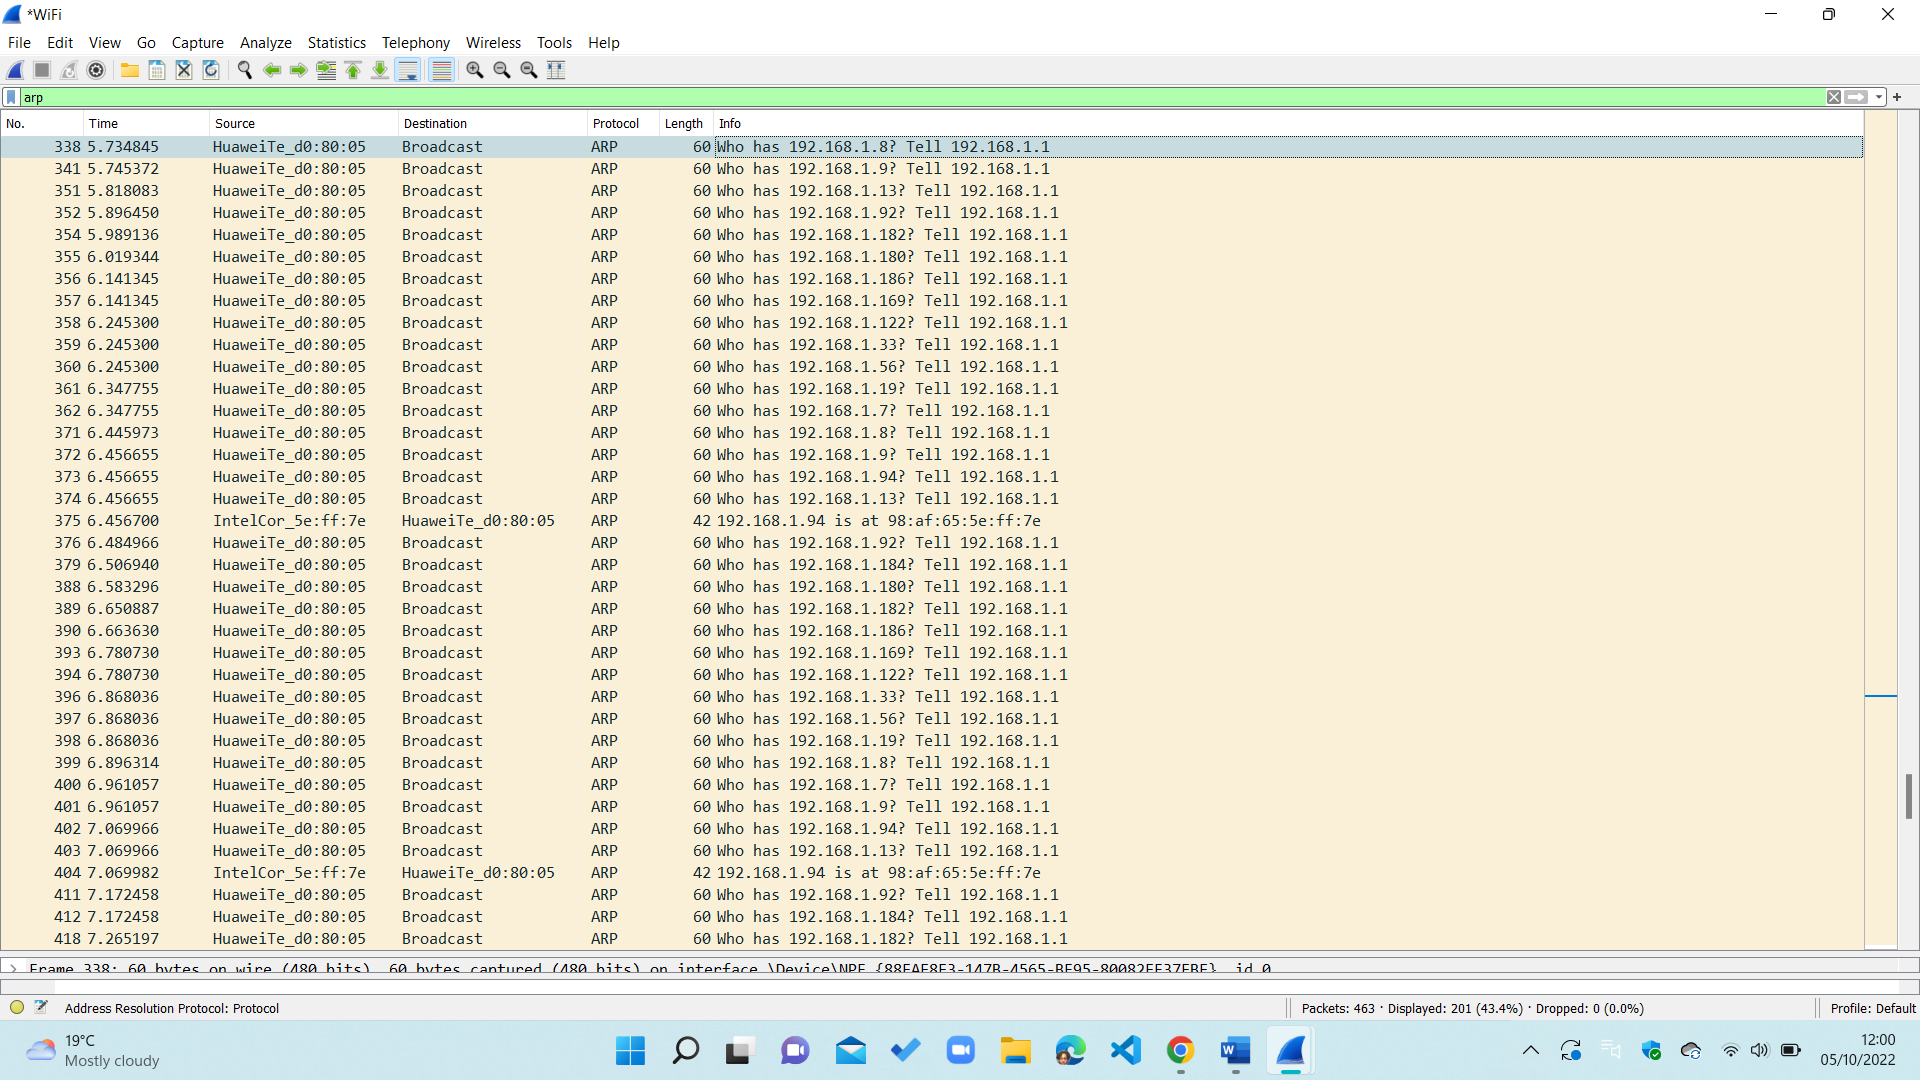 *WiFi
File Edit View Go Capture Analyze Statistics Telephony Wireless Tools Help
arp
No. Time Source Destination Protocol Length Info
338 5.734845 HuaweiTe_d0:80:05 Broadcast ARP 60 Who has 192.168.1.8? Tell 192.168.1.1
341 5.745372 HuaweiTe_d0:80:05 Broadcast ARP 60 Who has 192.168.1.9? Tell 192.168.1.1
351 5.818083 HuaweiTe_d0:80:05 Broadcast ARP 60 Who has 192.168.1.13? Tell 192.168.1.1
352 5.896450 HuaweiTe_d0:80:05 Broadcast ARP 60 Who has 192.168.1.92? Tell 192.168.1.1
354 5.989136 HuaweiTe_d0:80:05 Broadcast ARP 60 Who has 192.168.1.182? Tell 192.168.1.1
355 6.019344 HuaweiTe_d0:80:05 Broadcast ARP 60 Who has 192.168.1.180? Tell 192.168.1.1
356 6.141345 HuaweiTe_d0:80:05 Broadcast ARP 60 Who has 192.168.1.186? Tell 192.168.1.1
357 6.141345 HuaweiTe_d0:80:05 Broadcast ARP 60 Who has 192.168.1.169? Tell 192.168.1.1
358 6.245300 HuaweiTe_d0:80:05 Broadcast ARP 60 Who has 192.168.1.122? Tell 192.168.1.1
359 6.245300 HuaweiTe_d0:80:05 Broadcast ARP 60 Who has 192.168.1.33? Tell 192.168.1.1
360 6.245300 HuaweiTe_d0:80:05 Broadcast ARP 60 Who has 192.168.1.56? Tell 192.168.1.1
361 6.347755 HuaweiTe_d0:80:05 Broadcast ARP 60 Who has 192.168.1.19? Tell 192.168.1.1
362 6.347755 HuaweiTe_d0:80:05 Broadcast ARP 60 Who has 192.168.1.7? Tell 192.168.1.1
371 6.445973 HuaweiTe_d0:80:05 Broadcast ARP 60 Who has 192.168.1.8? Tell 192.168.1.1
372 6.456655 HuaweiTe_d0:80:05 Broadcast ARP 60 Who has 192.168.1.9? Tell 192.168.1.1
373 6.456655 HuaweiTe_d0:80:05 Broadcast ARP 60 Who has 192.168.1.94? Tell 192.168.1.1
374 6.456655 HuaweiTe_d0:80:05 Broadcast ARP 60 Who has 192.168.1.13? Tell 192.168.1.1
375 6.456700 IntelCor_5e:ff:7e HuaweiTe_d0:80:05 ARP 42 192.168.1.94 is at 98:af:65:5e:ff:7e
376 6.484966 HuaweiTe_d0:80:05 Broadcast ARP 60 Who has 192.168.1.92? Tell 192.168.1.1
379 6.506940 HuaweiTe_d0:80:05 Broadcast ARP 60 Who has 192.168.1.184? Tell 192.168.1.1
388 6.583296 HuaweiTe_d0:80:05 Broadcast ARP 60 Who has 192.168.1.180? Tell 192.168.1.1
389 6.650887 HuaweiTe_d0:80:05 Broadcast ARP 60 Who has 192.168.1.182? Tell 192.168.1.1
390 6.663630 HuaweiTe_d0:80:05 Broadcast ARP 60 Who has 192.168.1.186? Tell 192.168.1.1
393 6.780730 HuaweiTe_d0:80:05 Broadcast ARP 60 Who has 192.168.1.169? Tell 192.168.1.1
394 6.780730 HuaweiTe_d0:80:05 Broadcast ARP 60 Who has 192.168.1.122? Tell 192.168.1.1
396 6.868036 HuaweiTe_d0:80:05 Broadcast ARP 60 Who has 192.168.1.33? Tell 192.168.1.1
397 6.868036 HuaweiTe_d0:80:05 Broadcast ARP 60 Who has 192.168.1.56? Tell 192.168.1.1
398 6.868036 HuaweiTe_d0:80:05 Broadcast ARP 60 Who has 192.168.1.19? Tell 192.168.1.1
399 6.896314 HuaweiTe_d0:80:05 Broadcast ARP 60 Who has 192.168.1.8? Tell 192.168.1.1
400 6.961057 HuaweiTe_d0:80:05 Broadcast ARP 60 Who has 192.168.1.7? Tell 192.168.1.1
401 6.961057 HuaweiTe_d0:80:05 Broadcast ARP 60 Who has 192.168.1.9? Tell 192.168.1.1
402 7.069966 HuaweiTe_d0:80:05 Broadcast ARP 60 Who has 192.168.1.94? Tell 192.168.1.1
403 7.069966 HuaweiTe_d0:80:05 Broadcast ARP 60 Who has 192.168.1.13? Tell 192.168.1.1
404 7.069982 IntelCor_5e:ff:7e HuaweiTe_d0:80:05 ARP 42 192.168.1.94 is at 98:af:65:5e:ff:7e
411 7.172458 HuaweiTe_d0:80:05 Broadcast ARP 60 Who has 192.168.1.92? Tell 192.168.1.1
412 7.172458 HuaweiTe_d0:80:05 Broadcast ARP 60 Who has 192.168.1.184? Tell 192.168.1.1
418 7.265197 HuaweiTe_d0:80:05 Broadcast ARP 60 Who has 192.168.1.182? Tell 192.168.1.1
Frame 338: 60 bytes on wire (480 bits), 60 bytes captured (480 bits) on interface id 0
Address Resolution Protocol: Protocol Packets: 463 · Displayed: 201 (43.4%) · Dropped: 0 (0.0%) Profile: Default
19°C
Mostly cloudy
12:00
05/10/2022